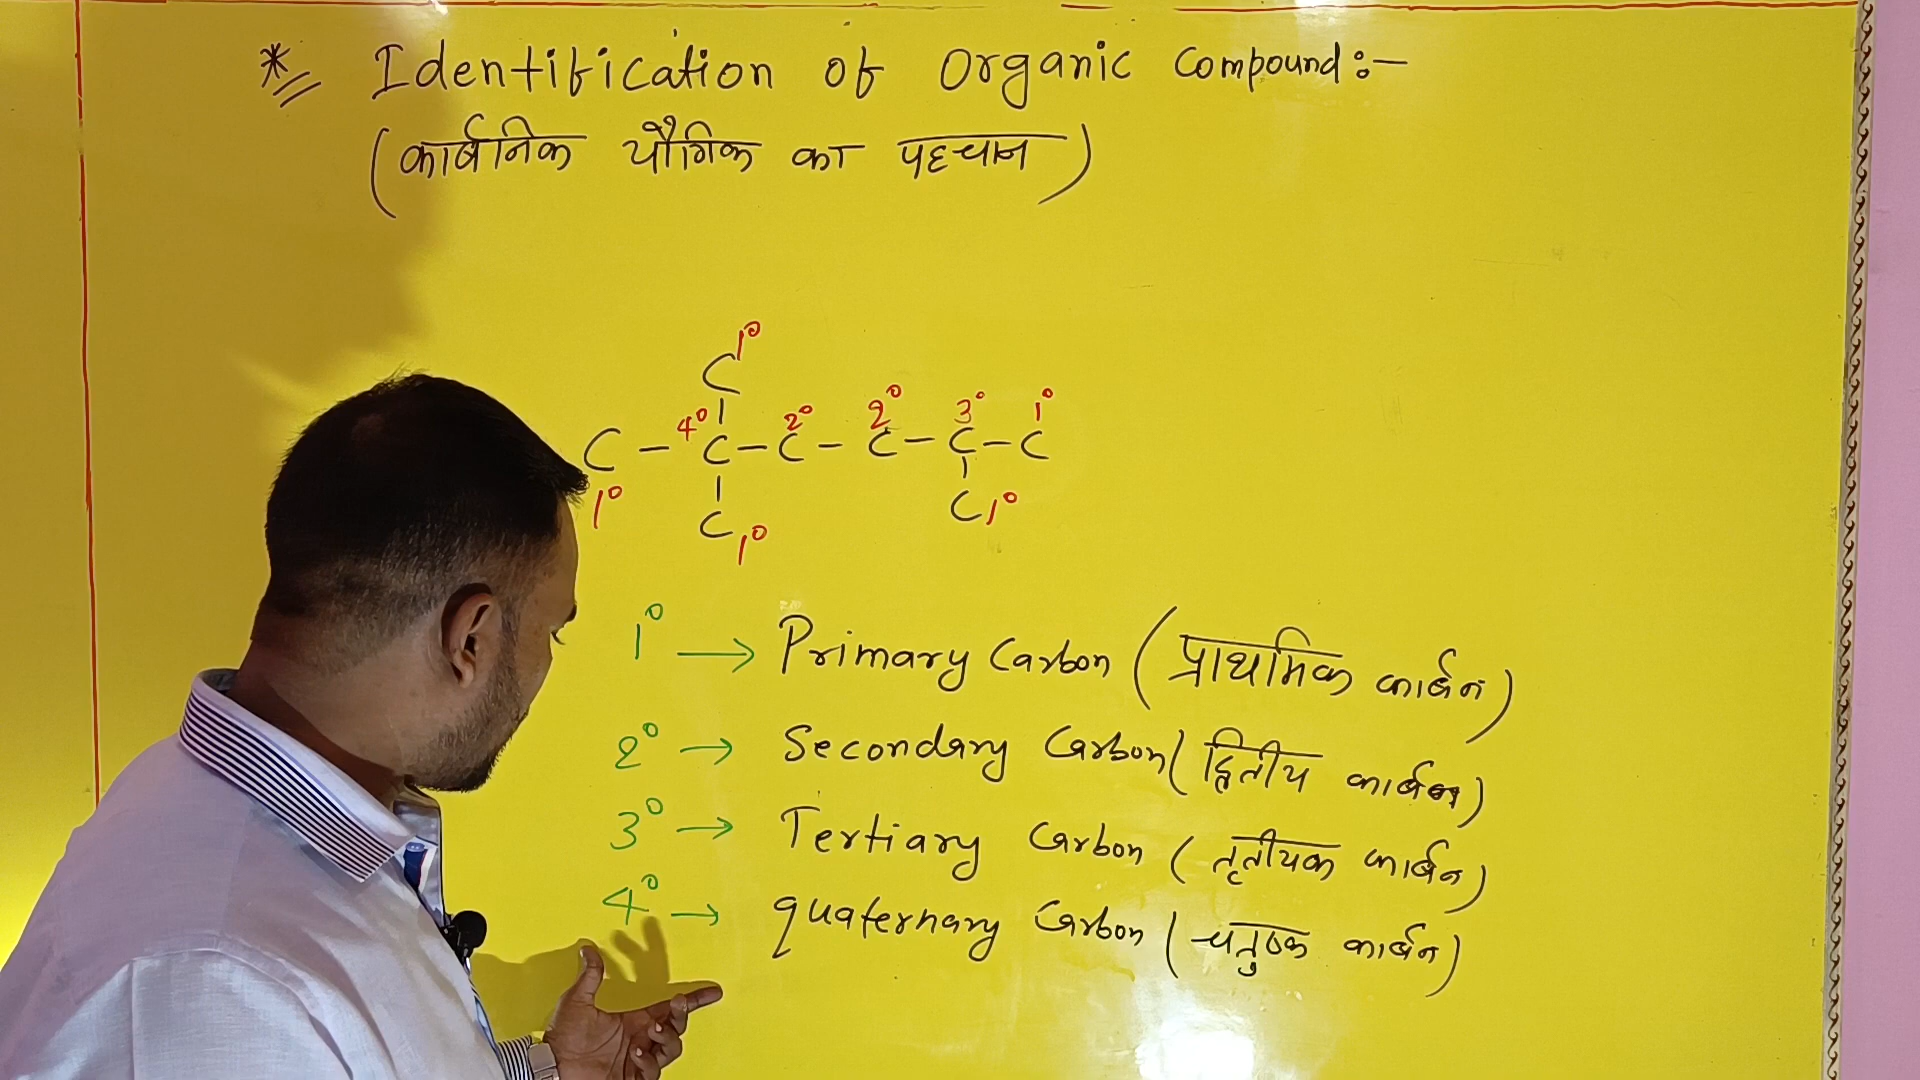 * Identification of Organic Compound:-
(कार्बनिक यौगिक का पहचान)
C 1°
C - 4° C - C 2° - C 2° - C 3° - C 1°
1° C 1° C 1°
1° → Primary Carbon (प्राथमिक कार्बन)
2° → Secondary Carbon (द्वितीय कार्बन)
3° → Tertiary Carbon (तृतीयक कार्बन)
4° → quaternary Carbon (चतुष्क कार्बन)